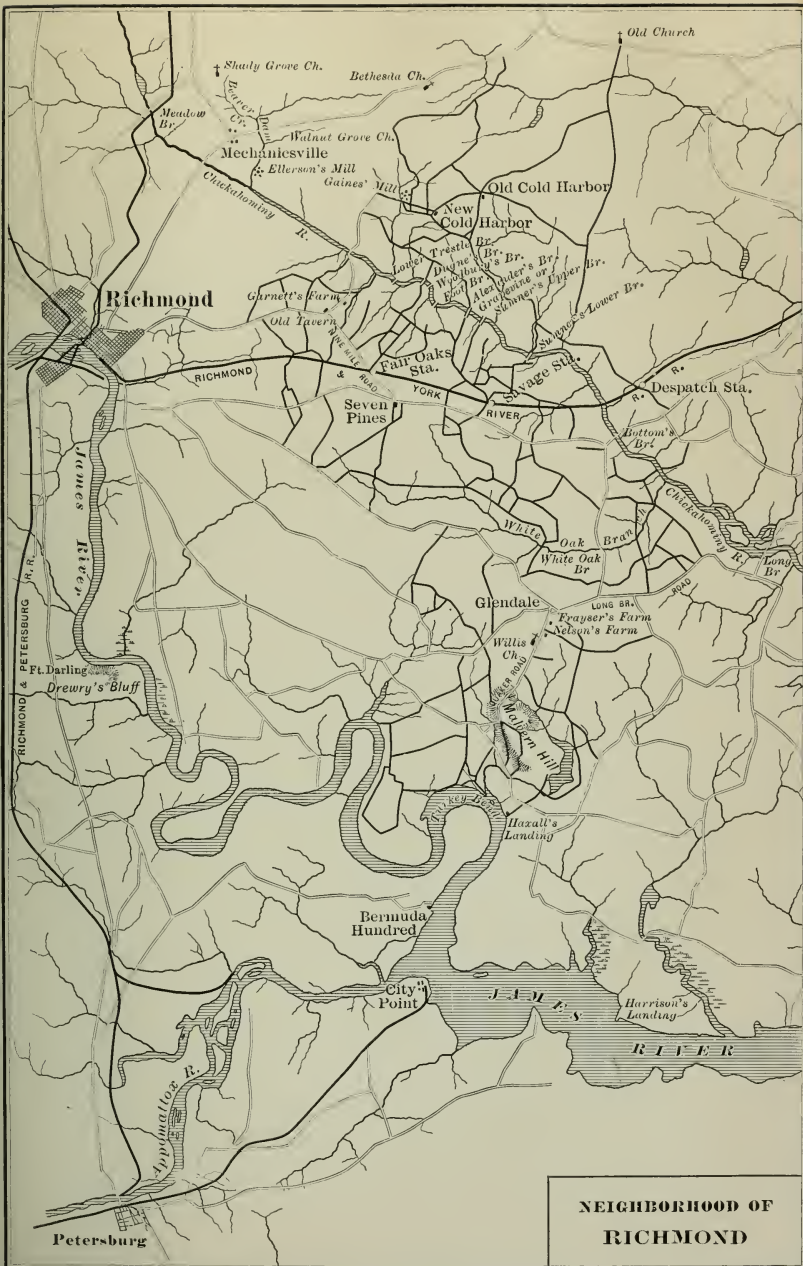 Old Church
Shady Grove Ch.
Bethesda Ch.
Beaver Dam
Cr.
Meadow
Br.
Walnut Grove Ch.
Mechanicsville
Ellerson's Mill
Gaines' Mill
Old Cold Harbor
New
Cold Harbor
Chickahominy
R.
Lower Trestle Br.
Duane's Br.
Woodbury's Br.
Foot Br.
Alexander's Br.
Grapevine or
Sumner's Upper Br.
Sumner's Lower Br.
Richmond
Garnett's Farm
Old Tavern
NINE MILE ROAD
Fair Oaks
Sta.
Savage Sta.
Despatch Sta.
RICHMOND & YORK RIVER R. R.
Seven
Pines
Bottom's
Br.
Chickahominy
R.
Long
Br
White Oak Branch
White Oak
Br
James River
Glendale
LONG BR. ROAD
Frayser's Farm
Nelson's Farm
Willis
Ch.
QUAKER ROAD
Malvern Hill
RICHMOND & PETERSBURG R.R.
Ft. Darling
Drewry's Bluff
Turkey Bend
Haxall's
Landing
Bermuda
Hundred
City
Point
JAMES
RIVER
Harrison's
Landing
Appomattox R.
Petersburg
NEIGHBORHOOD OF
RICHMOND